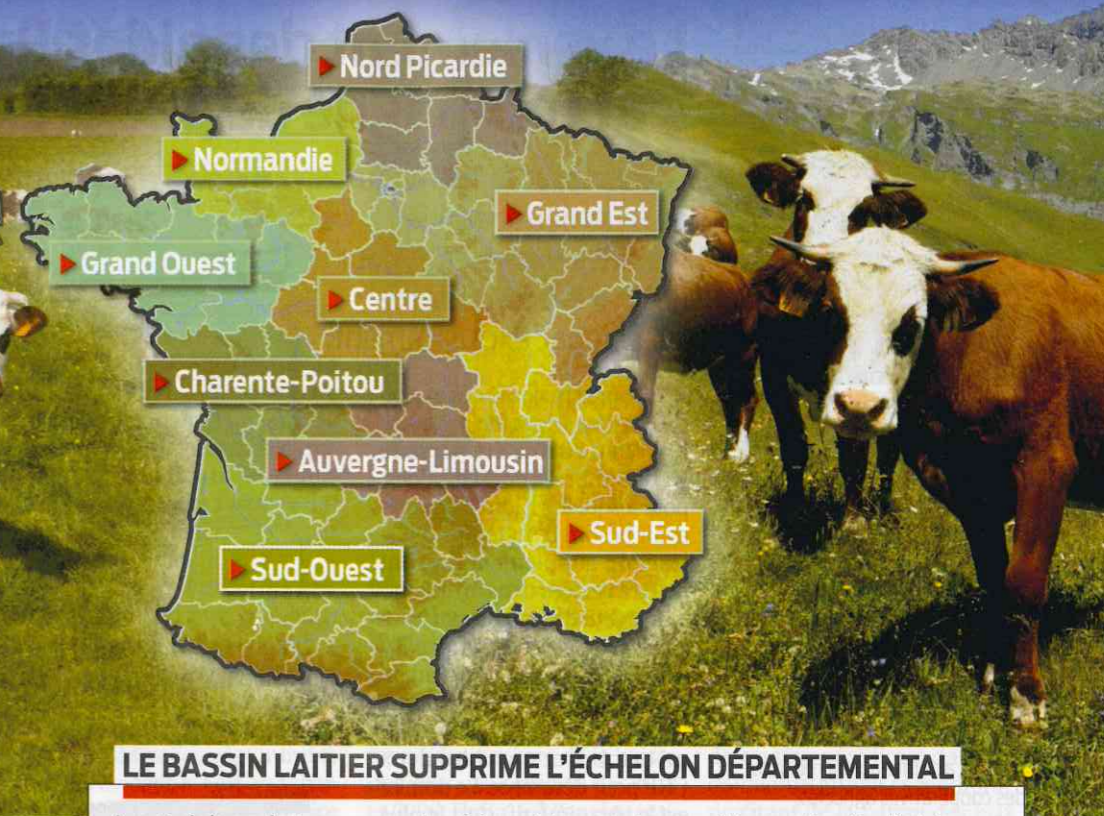 Nord Picardie
Normandie
Grand Est
Grand Ouest
Centre
Charente-Poitou
Auvergne-Limousin
Sud-Est
Sud-Ouest
LE BASSIN LAITIER SUPPRIME L'ÉCHELON DÉPARTEMENTAL